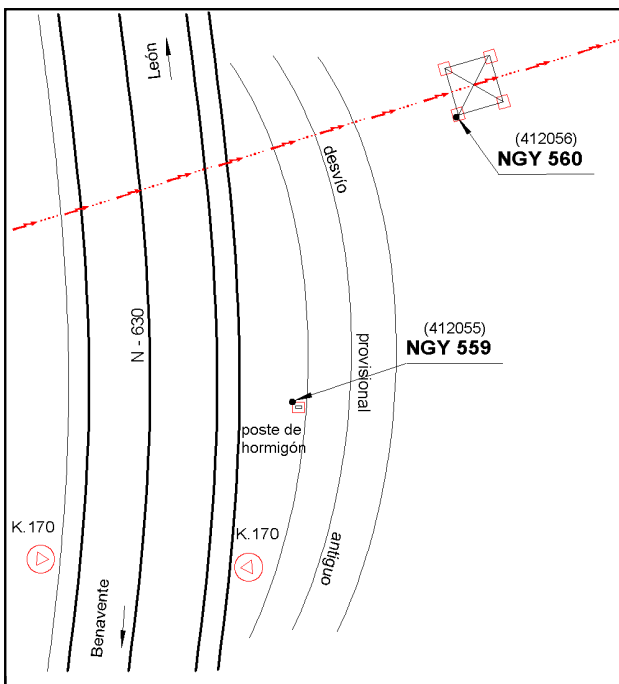 León
(412056)
NGY 560
desvío
N - 630
(412055)
NGY 559
provisional
poste de
hormigón
K.170
K.170
antiguo
Benavente